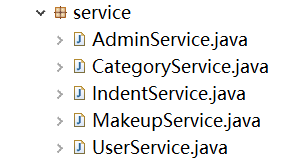 service
AdminService.java
CategoryService.java
IndentService.java
MakeupService.java
UserService.java